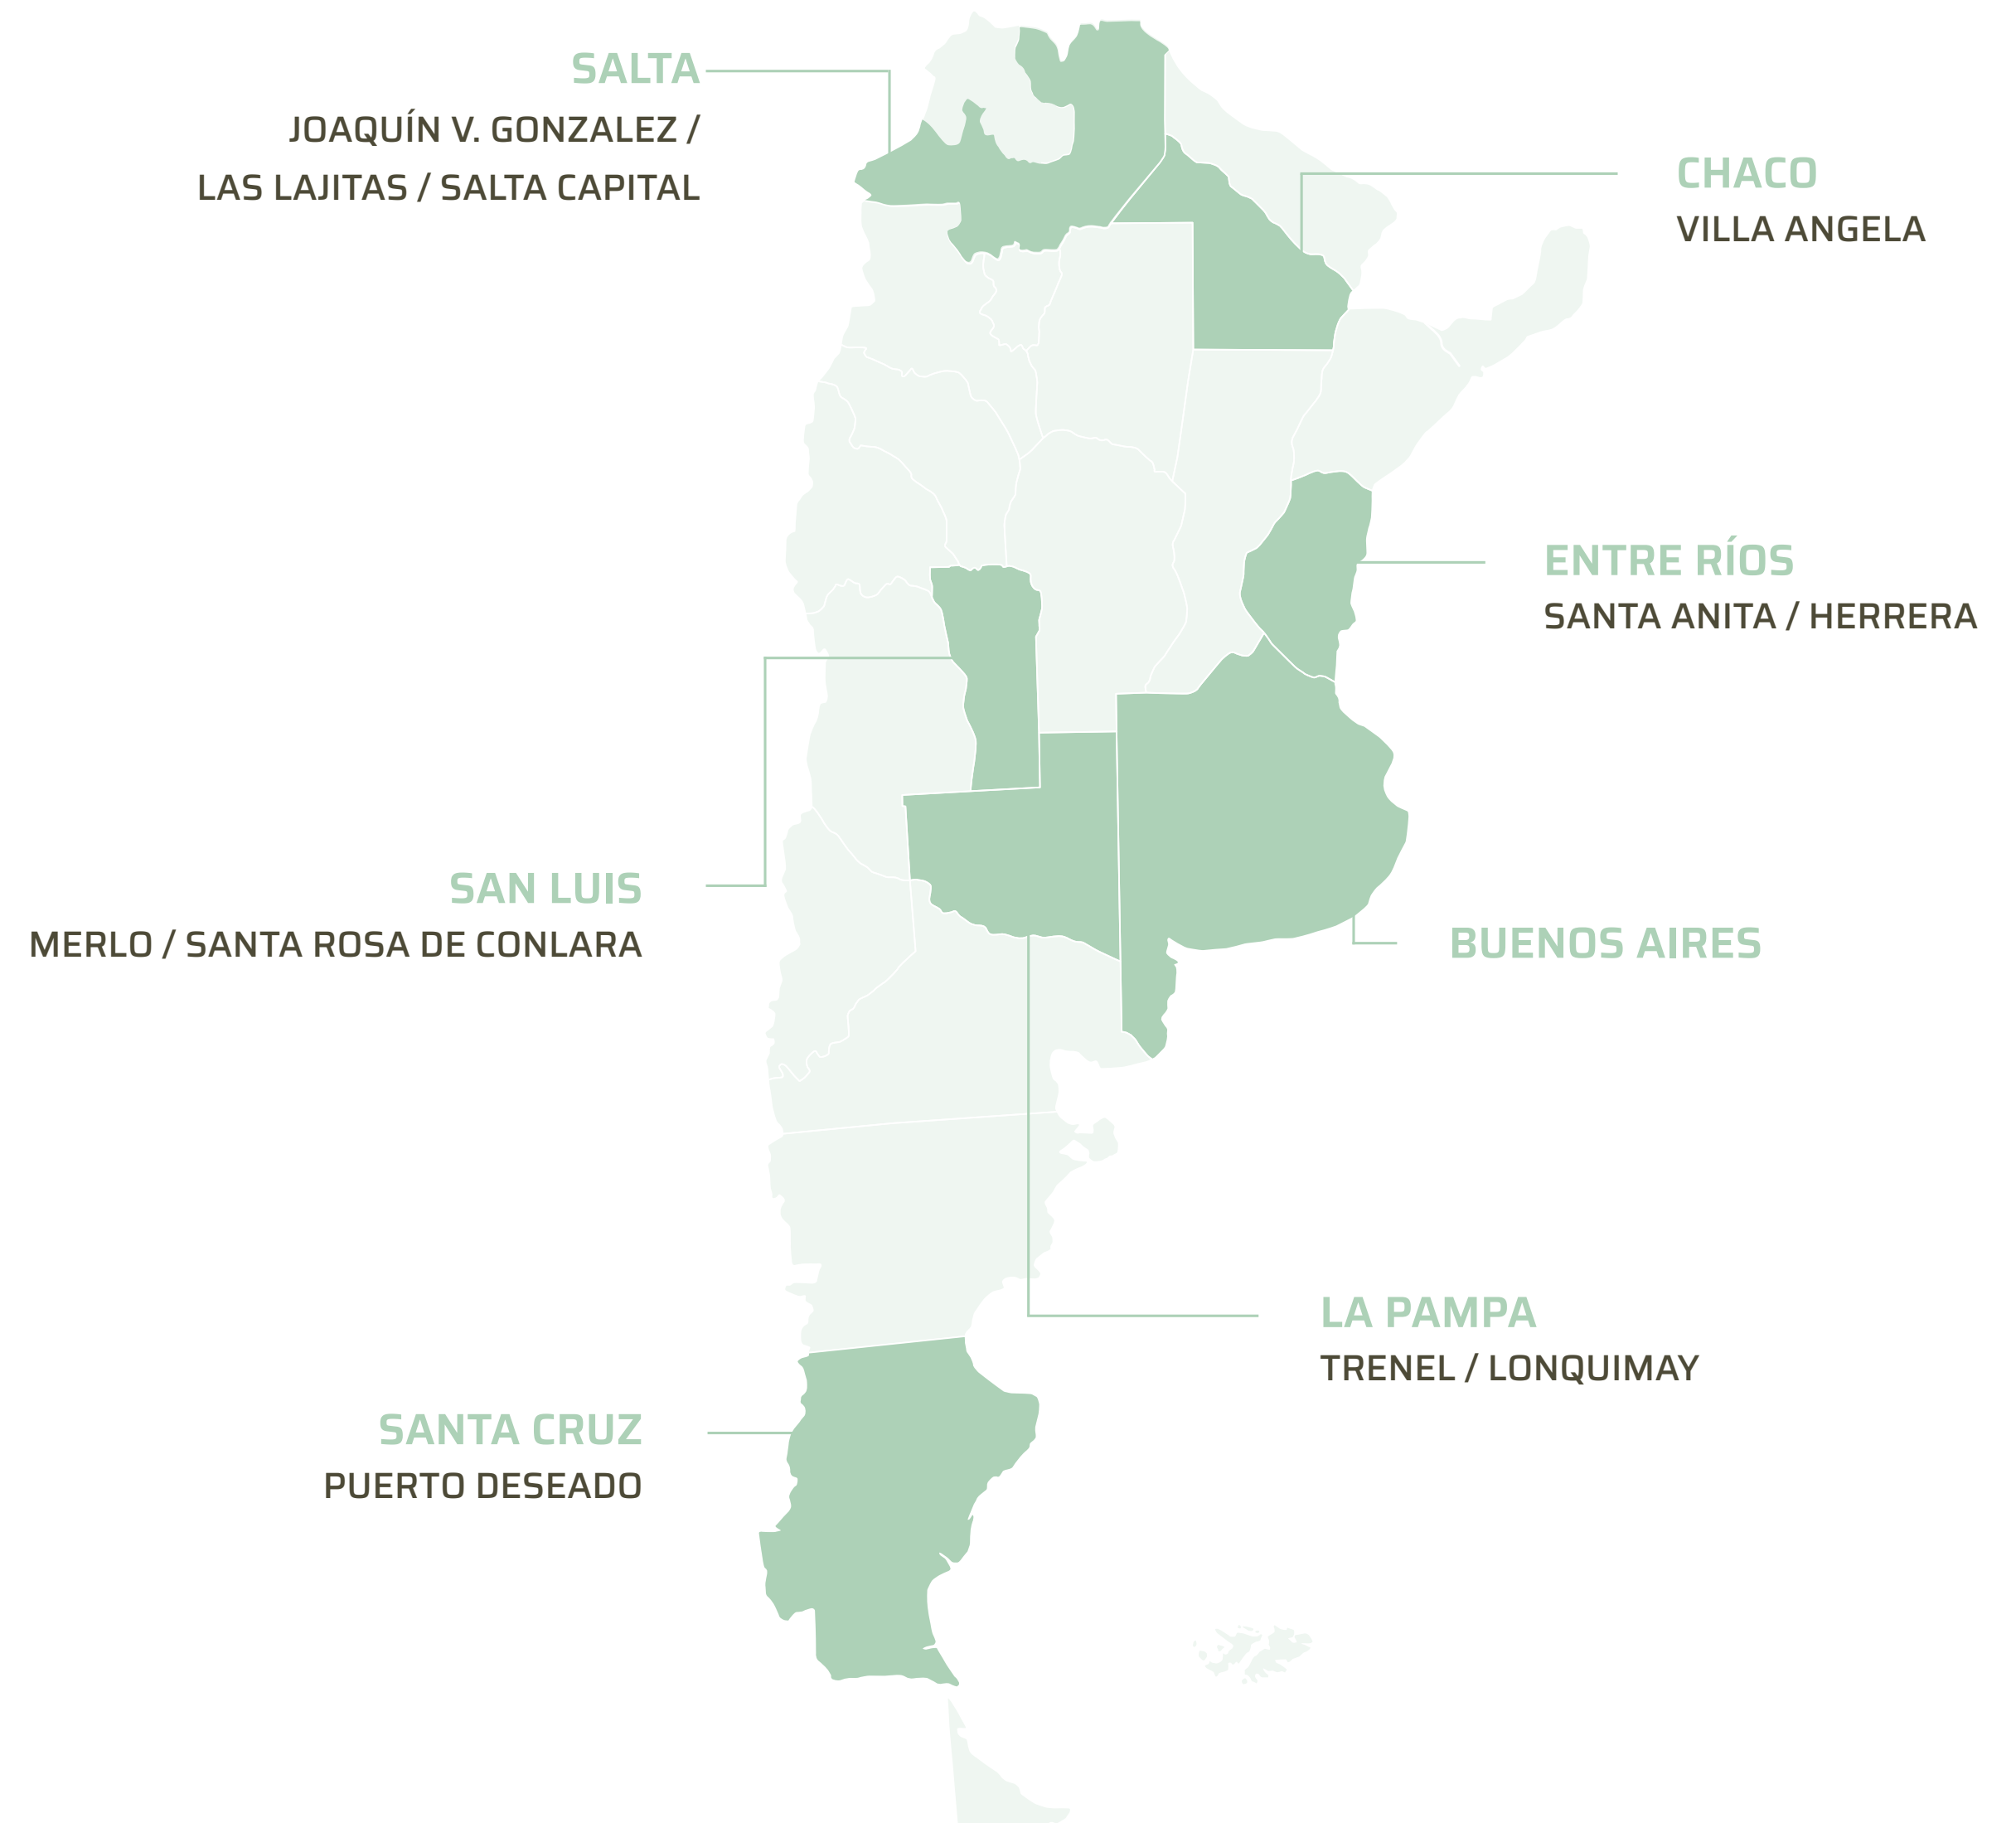 SALTA
JOAQUÍN V. GONZALEZ /
LAS LAJITAS / SALTA CAPITAL
CHACO
VILLA ANGELA
ENTRE RÍOS
SANTA ANITA / HERRERA
SAN LUIS
MERLO / SANTA ROSA DE CONLARA
BUENOS AIRES
LA PAMPA
TRENEL / LONQUIMAY
SANTA CRUZ
PUERTO DESEADO